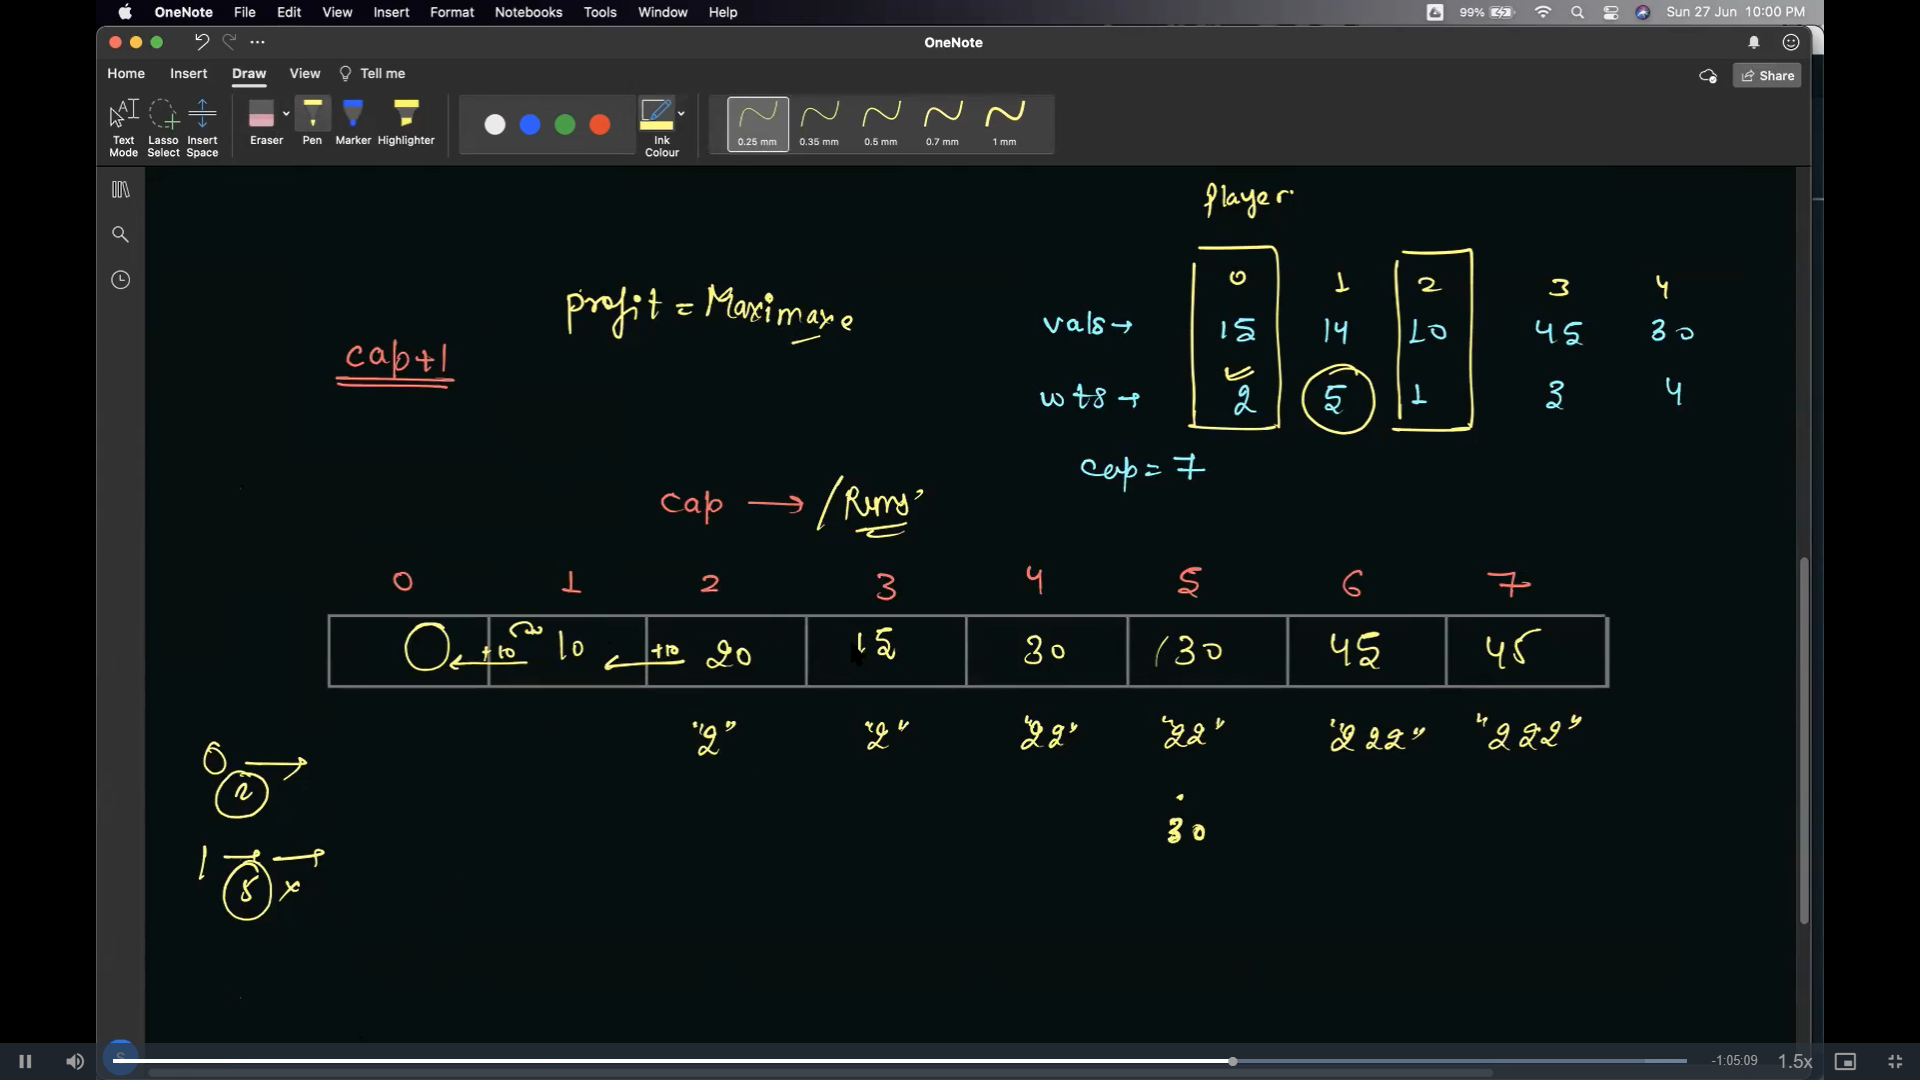 OneNote File Edit View Insert Format Notebooks Tools Window Help 99% Sun 27 Jun 10:00 PM
OneNote
Home Insert Draw View Tell me Share
Text Mode Lasso Select Insert Space Eraser Pen Marker Highlighter Ink Colour 0.25 mm 0.35 mm 0.5 mm 0.7 mm 1 mm
Player
0 1 2 3 4
profit = Maximaxe
vals → 15 14 10 45 30
cap+1
wts → 2 5 1 3 4
cap = 7
cap → /
0 1 2 3 4 5 6 7
0 +10 10 +10 20 15 30 30 45 45
"2" "2" "22" "22" "222" "222"
0 →
2
30
1
5 x
S
-1:05:09 1.5x